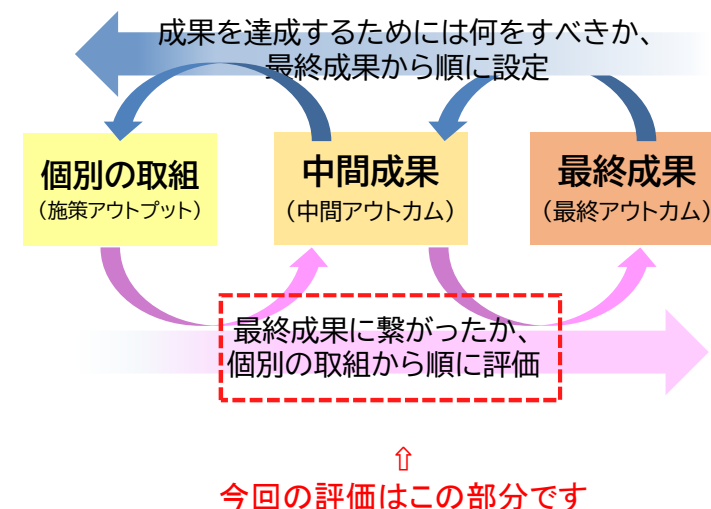 成果を達成するためには何をすべきか、
最終成果から順に設定
個別の取組
（施策アウトプット）
中間成果
（中間アウトカム）
最終成果
（最終アウトカム）
最終成果に繋がったか、
個別の取組から順に評価
⇧
今回の評価はこの部分です